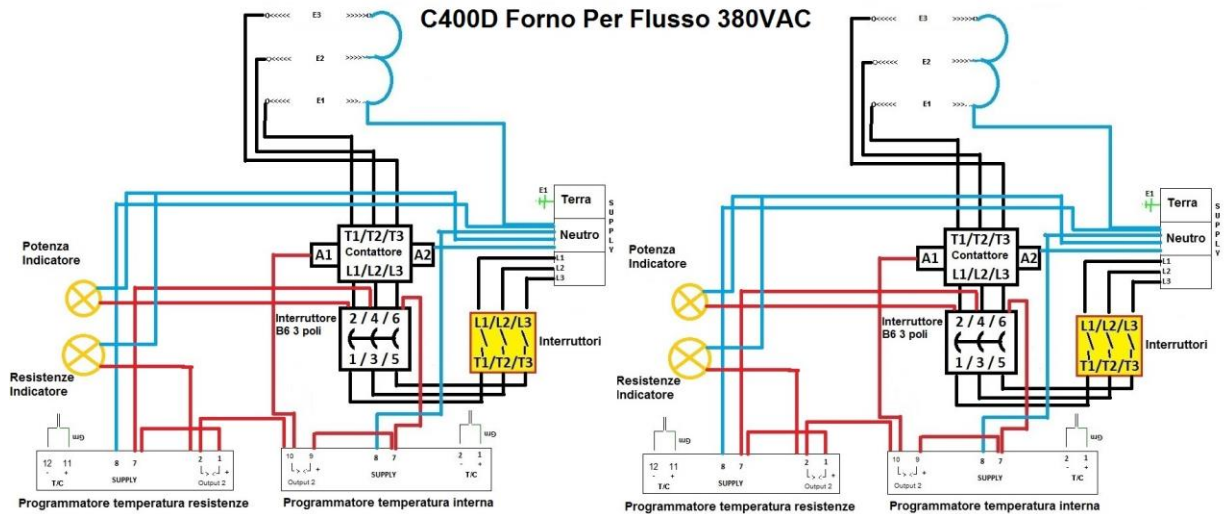 C400D Forno Per Flusso 380VAC
E3
E2
E1
E1
Terra
Neutro
SUPPLY
L1
L2
L3
T1/T2/T3
Contattore
A1
A2
L1/L2/L3
Potenza
Indicatore
Interruttore
B6 3 poli
2 / 4 / 6
1 / 3 / 5
L1/L2/L3
T1/T2/T3
Interruttori
Resistenze
Indicatore
Gm
12 11 8 7 2 1
- + - +
T/C SUPPLY Output 2
Programmatore temperatura resistenze
Gm
10 9 8 7 2 1
- + - +
Output 2 SUPPLY T/C
Programmatore temperatura interna
E3
E2
E1
E1
Terra
Neutro
SUPPLY
L1
L2
L3
T1/T2/T3
Contattore
A1
A2
L1/L2/L3
Potenza
Indicatore
Interruttore
B6 3 poli
2 / 4 / 6
1 / 3 / 5
L1/L2/L3
T1/T2/T3
Interruttori
Resistenze
Indicatore
Gm
12 11 8 7 2 1
- + - +
T/C SUPPLY Output 2
Programmatore temperatura resistenze
Gm
10 9 8 7 2 1
- + - +
Output 2 SUPPLY T/C
Programmatore temperatura interna